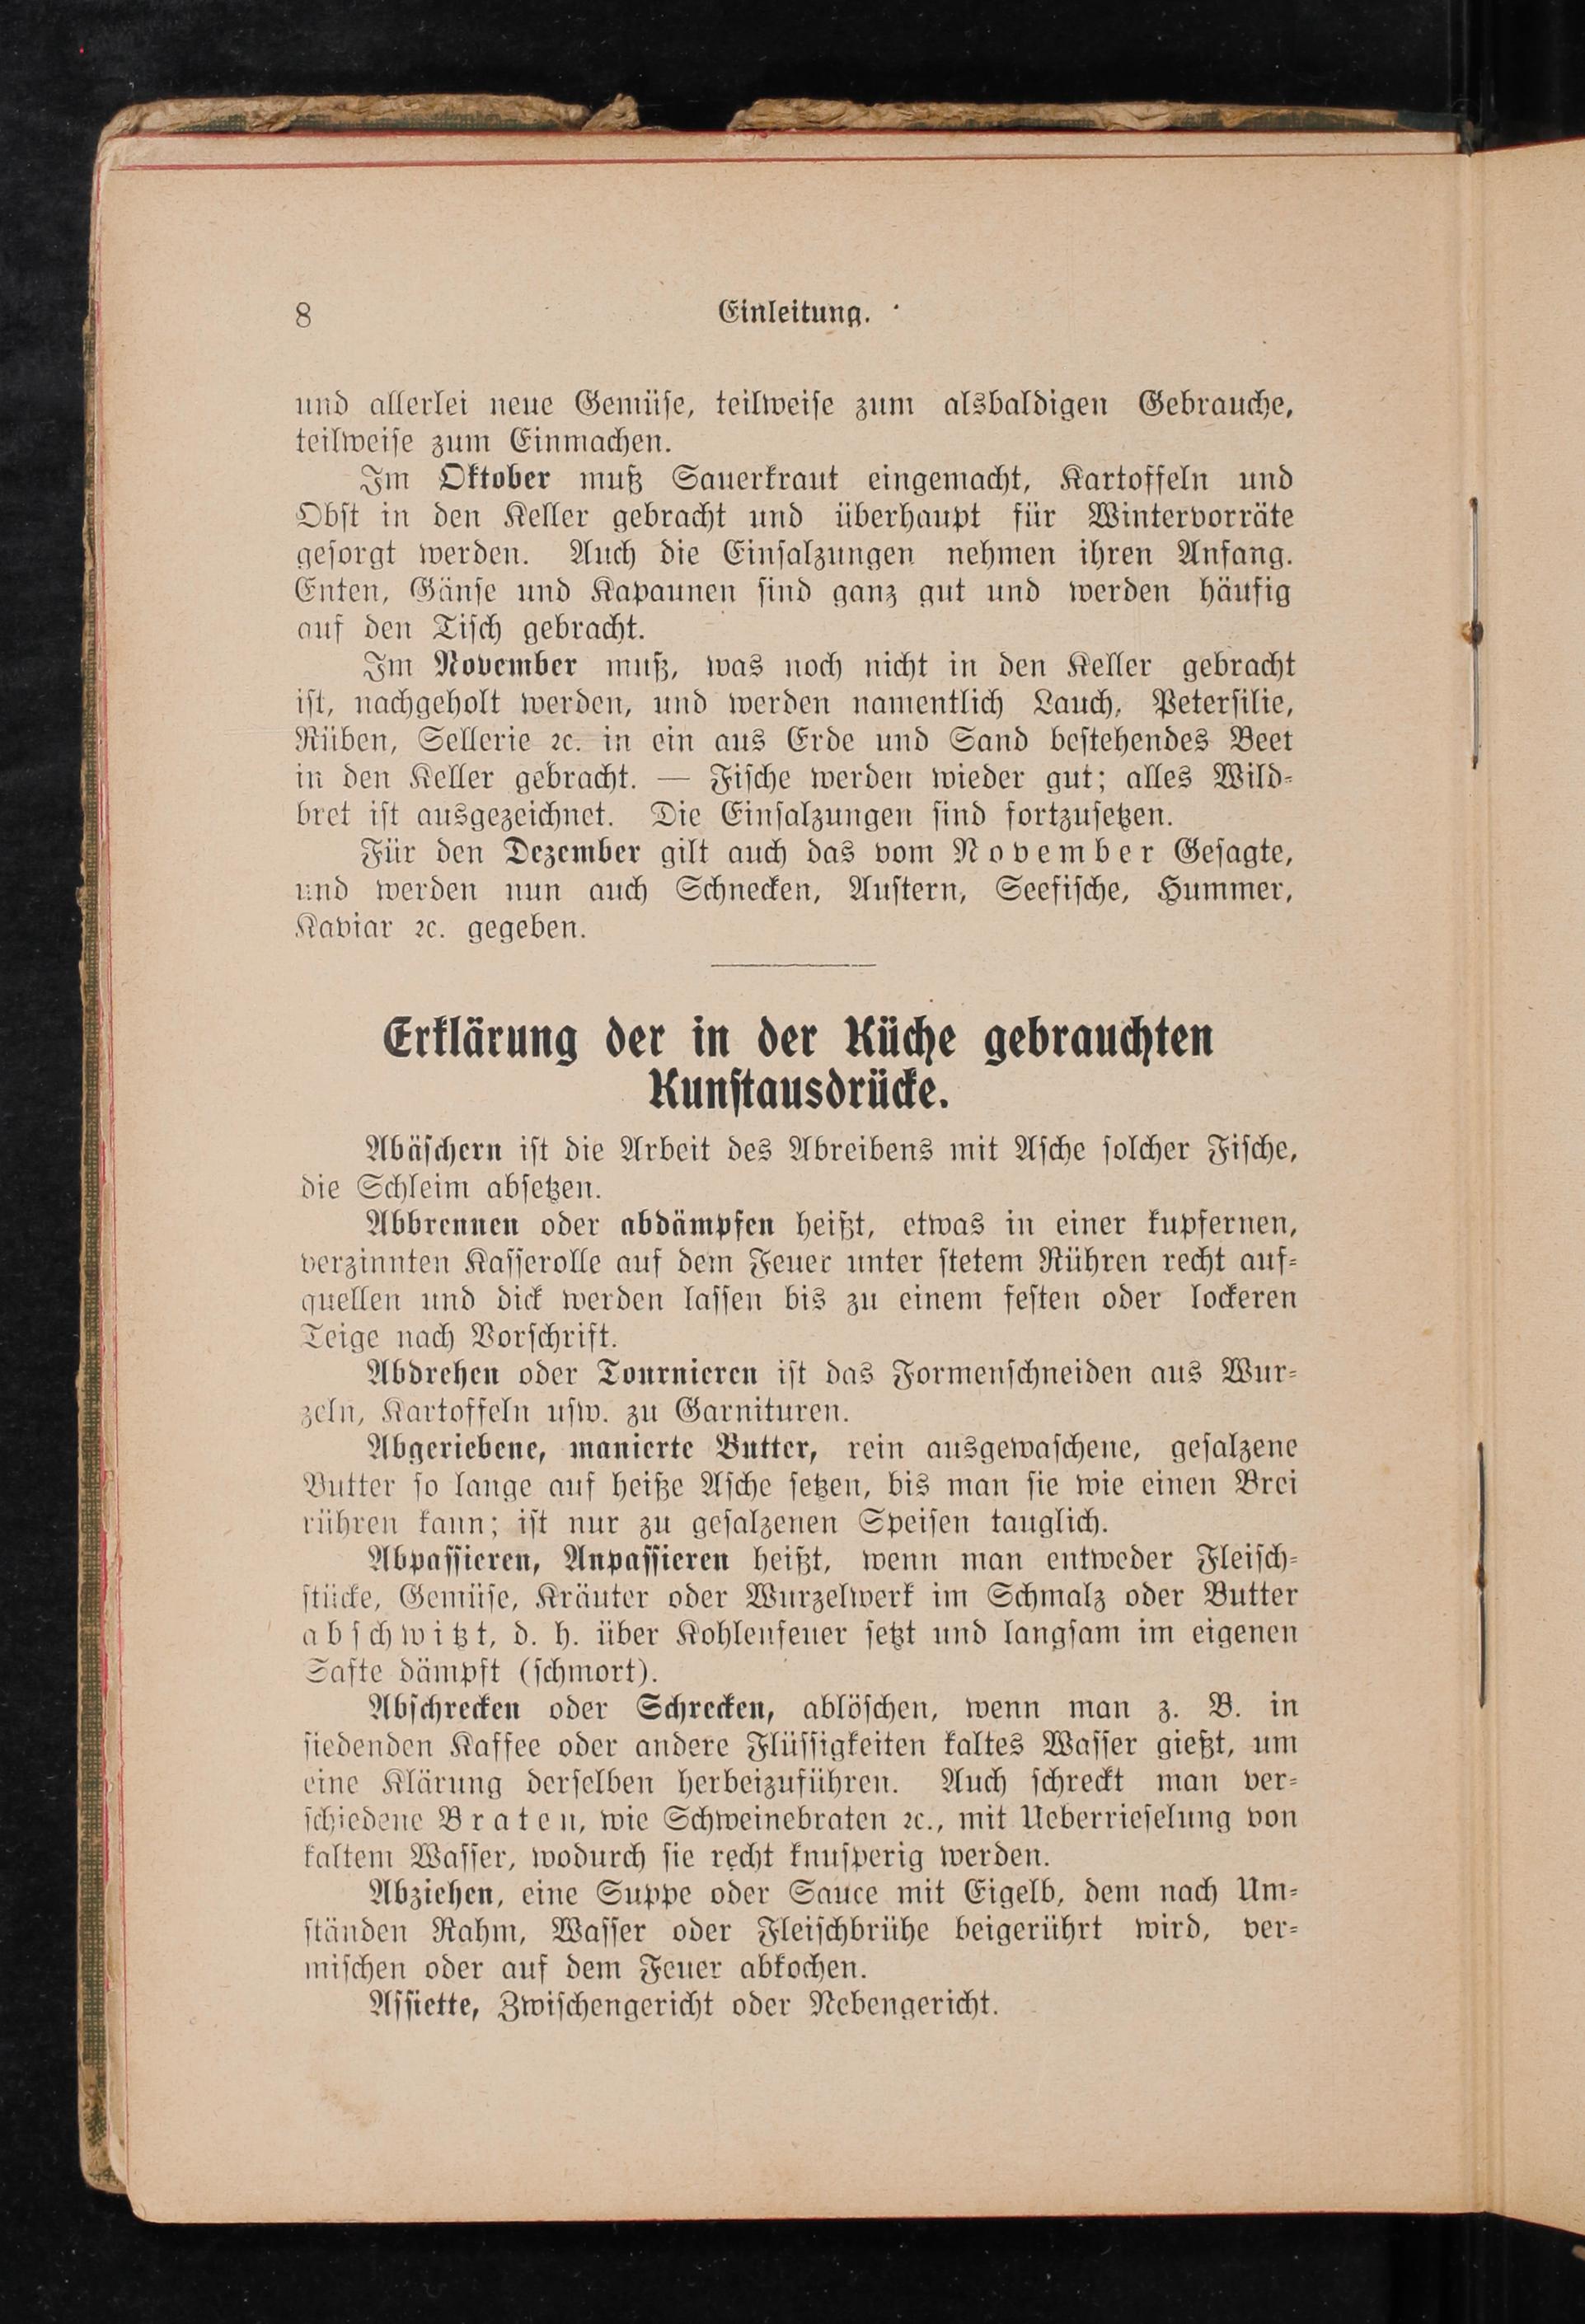 8 Einleitung.
und allerlei neue Gemüse, teilweise zum alsbaldigen Gebrauche,
teilweise zum Einmachen.
Im Oktober muß Sauerkraut eingemacht, Kartoffeln und
Obst in den Keller gebracht und überhaupt für Wintervorräte
gesorgt werden. Auch die Einsalzungen nehmen ihren Anfang.
Enten, Gänse und Kapaunen sind ganz gut und werden häufig
auf den Tisch gebracht.
Im November muß, was noch nicht in den Keller gebracht
ist, nachgeholt werden, und werden namentlich Lauch, Petersilie,
Rüben, Sellerie ꝛc. in ein aus Erde und Sand bestehendes Beet
in den Keller gebracht. — Fische werden wieder gut; alles Wild-
bret ist ausgezeichnet. Die Einsalzungen sind fortzusetzen.
Für den Dezember gilt auch das vom November Gesagte,
und werden nun auch Schnecken, Austern, Seefische, Hummer,
Kaviar ꝛc. gegeben.
Erklärung der in der Küche gebrauchten
Kunstausdrücke.
Abäschern ist die Arbeit des Abreibens mit Asche solcher Fische,
die Schleim absetzen.
Abbrennen oder abdämpfen heißt, etwas in einer kupfernen,
verzinnten Kasserolle auf dem Feuer unter stetem Rühren recht auf-
quellen und dick werden lassen bis zu einem festen oder lockeren
Teige nach Vorschrift.
Abdrehen oder Tournieren ist das Formenschneiden aus Wur-
zeln, Kartoffeln usw. zu Garnituren.
Abgeriebene, manierte Butter, rein ausgewaschene, gesalzene
Butter so lange auf heiße Asche setzen, bis man sie wie einen Brei
rühren kann; ist nur zu gesalzenen Speisen tauglich.
Abpassieren, Anpassieren heißt, wenn man entweder Fleisch-
stücke, Gemüse, Kräuter oder Wurzelwerk im Schmalz oder Butter
abschwitzt, d. h. über Kohlenfeuer setzt und langsam im eigenen
Safte dämpft (schmort).
Abschrecken oder Schrecken, ablöschen, wenn man z. B. in
siedenden Kaffee oder andere Flüssigkeiten kaltes Wasser gießt, um
eine Klärung derselben herbeizuführen. Auch schreckt man ver-
schiedene Braten, wie Schweinebraten ꝛc., mit Ueberrieselung von
kaltem Wasser, wodurch sie recht knusperig werden.
Abziehen, eine Suppe oder Sauce mit Eigelb, dem nach Um-
ständen Rahm, Wasser oder Fleischbrühe beigerührt wird, ver-
mischen oder auf dem Feuer abkochen.
Assiette, Zwischengericht oder Nebengericht.